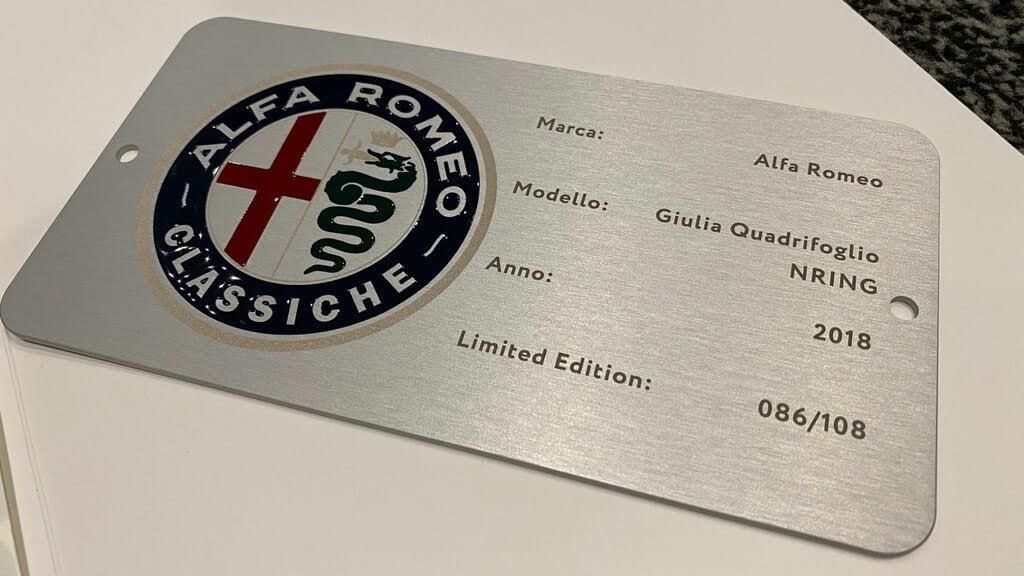 ALFA ROMEO
CLASSICHE
Marca:
Alfa Romeo
Modello:
Giulia Quadrifoglio
NRING
Anno:
2018
Limited Edition:
086/108